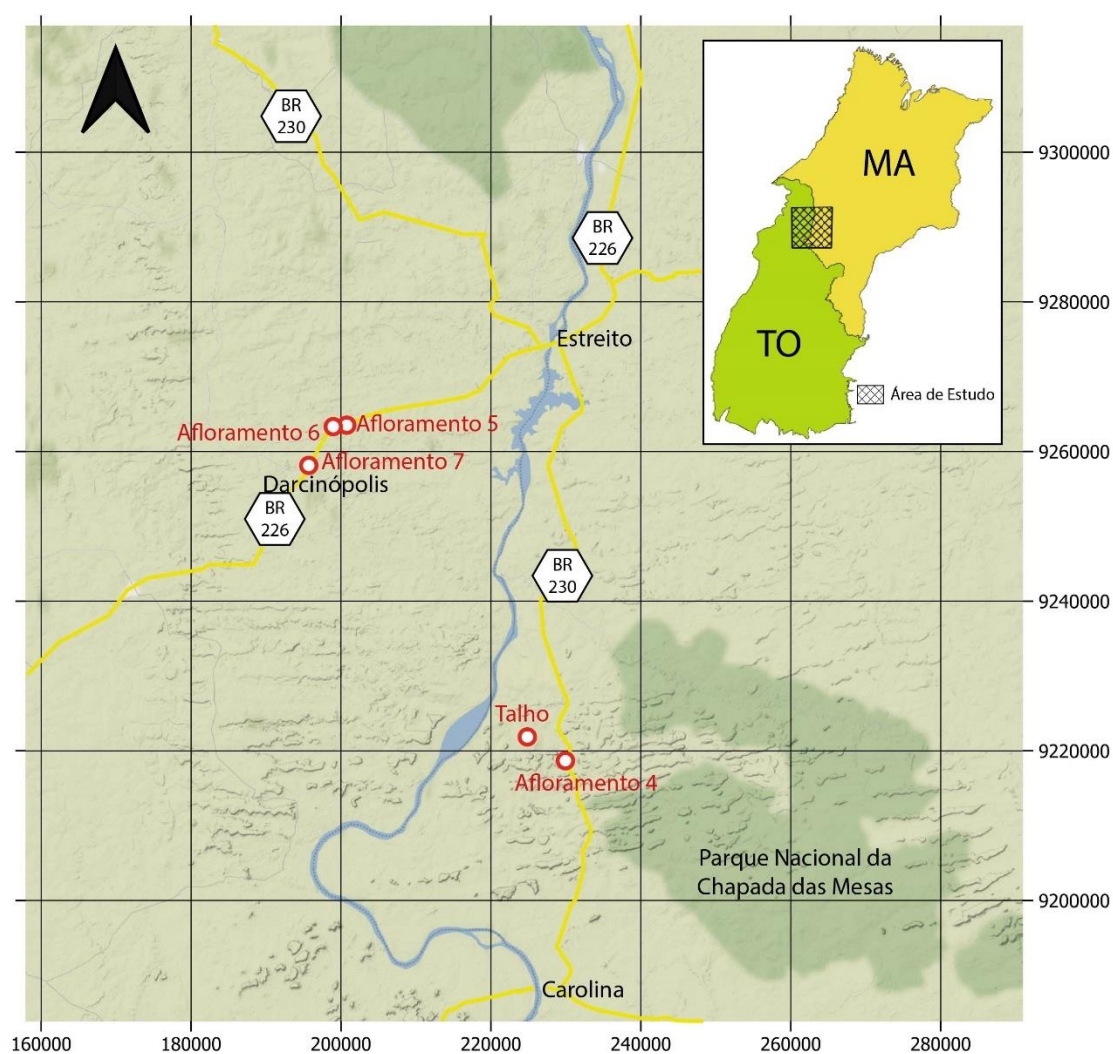 BR
230
MA
9300000
BR
226
9280000
TO
Estreito
Área de Estudo
Afloramento 6
Afloramento 5
9260000
Afloramento 7
Darcinópolis
BR
226
BR
230
9240000
Talho
9220000
Afloramento 4
Parque Nacional da
Chapada das Mesas
9200000
Carolina
160000
180000
200000
220000
240000
260000
280000